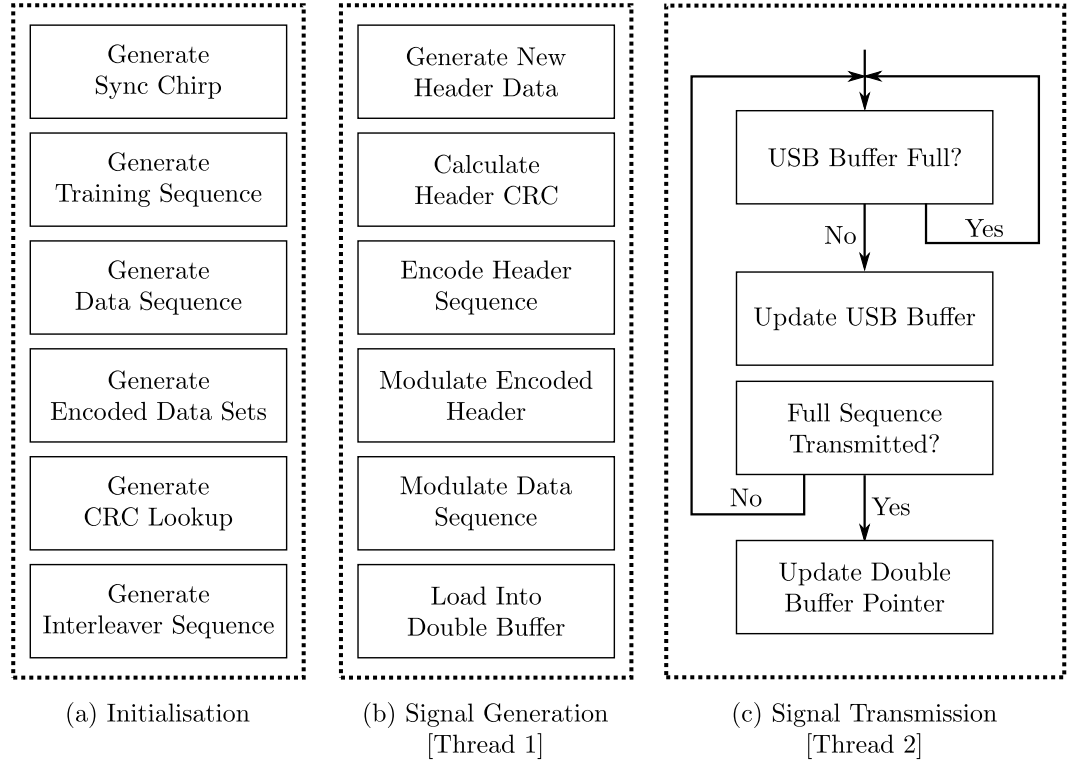 Generate
Sync Chirp
Generate
Training Sequence
Generate
Data Sequence
Generate
Encoded Data Sets
Generate
CRC Lookup
Generate
Interleaver Sequence
(a) Initialisation
Generate New
Header Data
Calculate
Header CRC
Encode Header
Sequence
Modulate Encoded
Header
Modulate Data
Sequence
Load Into
Double Buffer
(b) Signal Generation
[Thread 1]
USB Buffer Full?
No
Yes
Update USB Buffer
Full Sequence
Transmitted?
No
Yes
Update Double
Buffer Pointer
(c) Signal Transmission
[Thread 2]